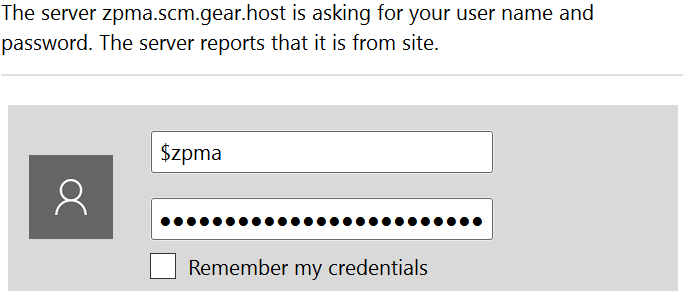 The server zpma.scm.gear.host is asking for your user name and
password. The server reports that it is from site.
$zpma
●●●●●●●●●●●●●●●●●●●●●●●●●
Remember my credentials